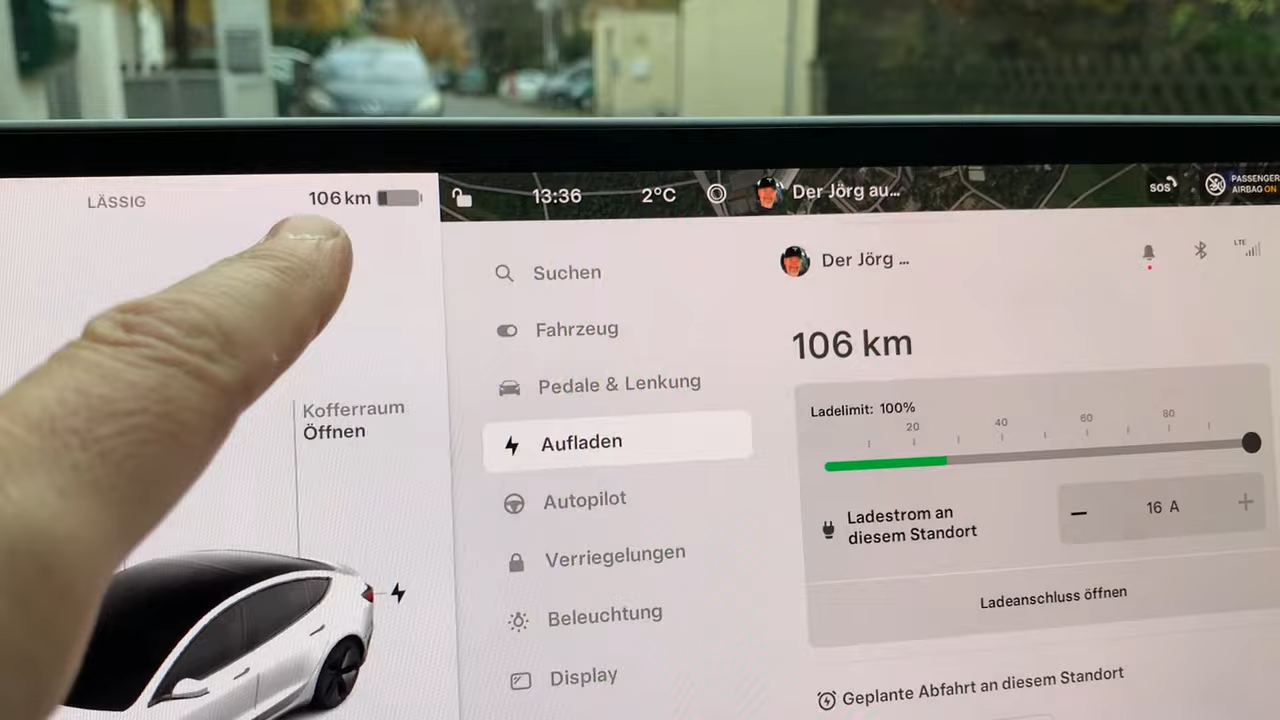 LÄSSIG
106 km
13:36
2°C
Der Jörg au...
SOS
PASSENGER
AIRBAG ON
Suchen
Fahrzeug
Pedale & Lenkung
Aufladen
Autopilot
Verriegelungen
Beleuchtung
Display
Kofferraum
Öffnen
Der Jörg ...
LTE
106 km
Ladelimit: 100%
20 40 60 80
Ladestrom an
diesem Standort
− 16 A +
Ladeanschluss öffnen
Geplante Abfahrt an diesem Standort